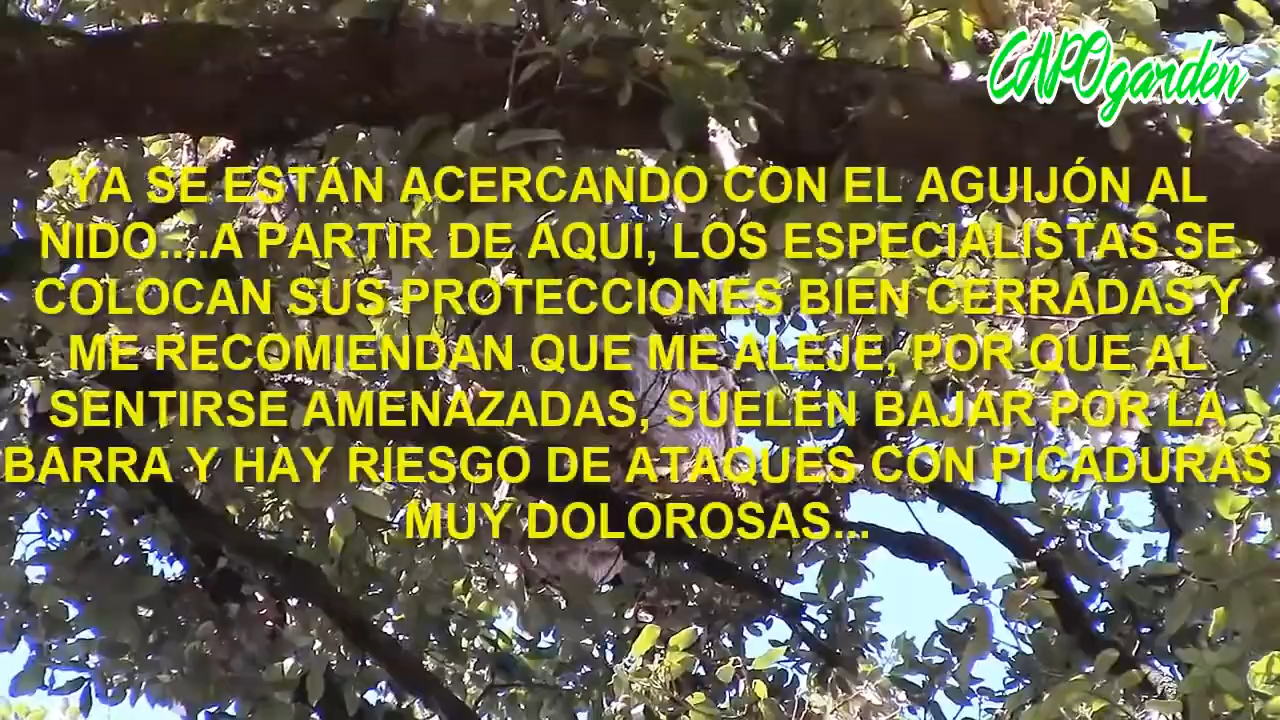 CAPOgarden
YA SE ESTÁN ACERCANDO CON EL AGUIJÓN AL
NIDO....A PARTIR DE AQUI, LOS ESPECIALISTAS SE
COLOCAN SUS PROTECCIONES BIEN CERRADAS Y
ME RECOMIENDAN QUE ME ALEJE, POR QUE AL
SENTIRSE AMENAZADAS, SUELEN BAJAR POR LA
BARRA Y HAY RIESGO DE ATAQUES CON PICADURAS
MUY DOLOROSAS...